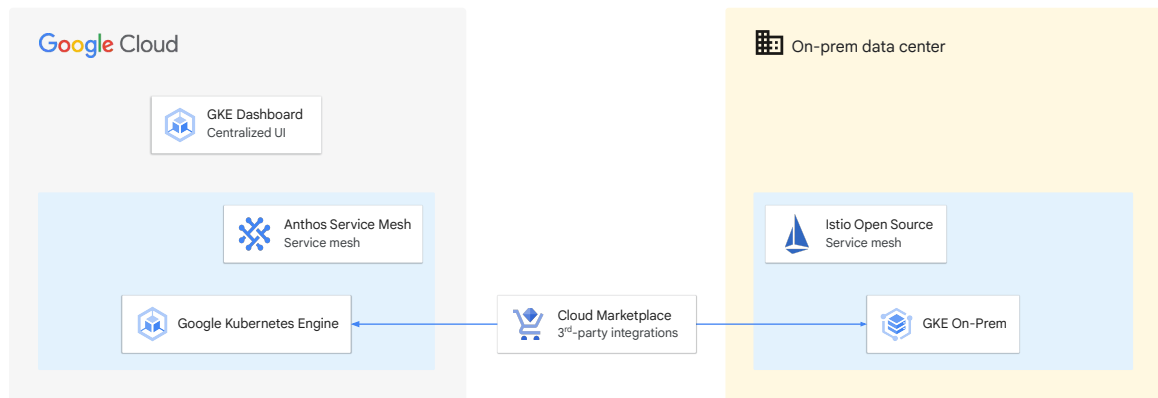 Google Cloud
On-prem data center
GKE Dashboard
Centralized UI
Anthos Service Mesh
Service mesh
Istio Open Source
Service mesh
Google Kubernetes Engine
Cloud Marketplace
3rd-party integrations
GKE On-Prem